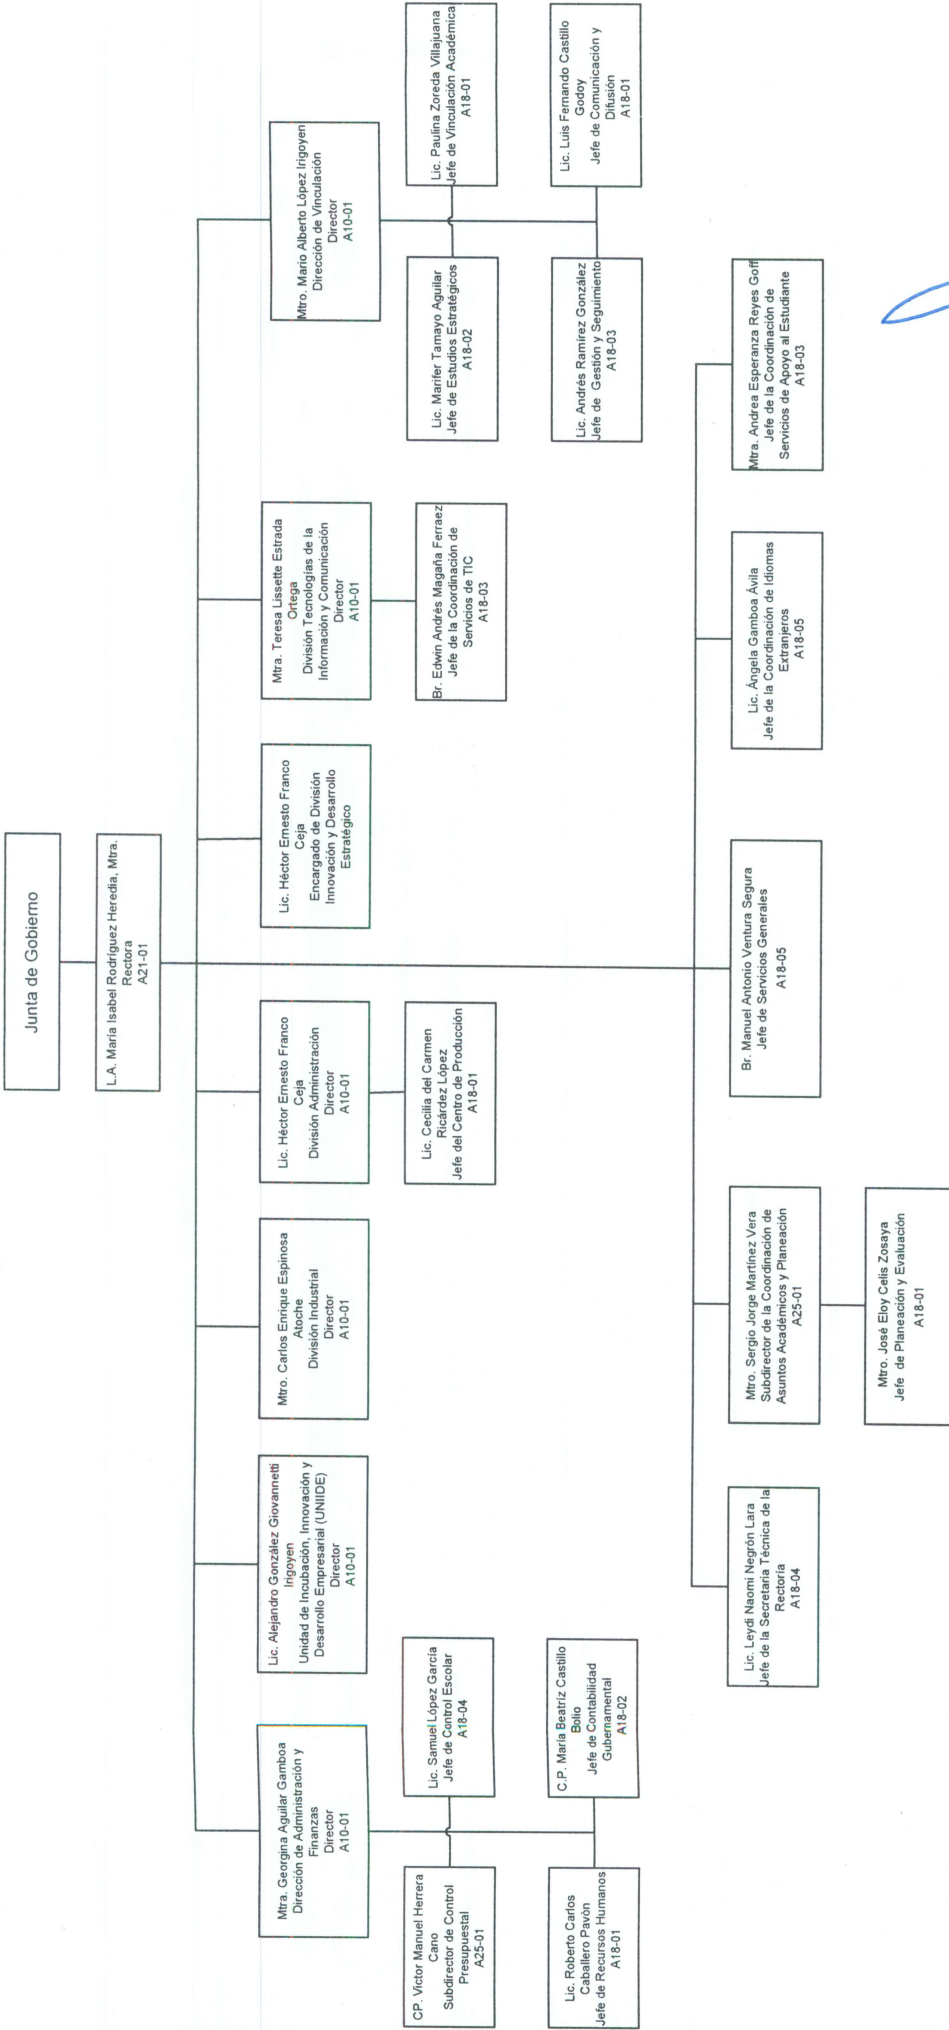 Junta de Gobierno
L.A. María Isabel Rodríguez Heredia, Mtra.
Rectora
A21-01
Mtra. Georgina Aguilar Gamboa
Dirección de Administración y
Finanzas
Director
A10-01
Lic. Alejandro González Giovannetti
Irigoyen
Unidad de Incubación, Innovación y
Desarrollo Empresarial (UNIIDE)
Director
A10-01
Mtro. Carlos Enrique Espinosa
Atoche
División Industrial
Director
A10-01
Lic. Héctor Ernesto Franco
Ceja
División Administración
Director
A10-01
Lic. Héctor Ernesto Franco
Ceja
Encargado de División
Innovación y Desarrollo
Estratégico
Mtra. Teresa Lissette Estrada
Ortega
División Tecnologías de la
Información y Comunicación
Director
A10-01
Mtro. Mario Alberto López Irigoyen
Dirección de Vinculación
Director
A10-01
CP. Victor Manuel Herrera
Cano
Subdirector de Control
Presupuestal
A25-01
Lic. Samuel López García
Jefe de Control Escolar
A18-04
Lic. Cecilia del Carmen
Ricárdez López
Jefe del Centro de Producción
A18-01
Br. Edwin Andrés Magaña Ferraez
Jefe de la Coordinación de
Servicios de TIC
A18-03
Lic. Marifer Tamayo Aguilar
Jefe de Estudios Estratégicos
A18-02
Lic. Paulina Zoreda Villajuana
Jefe de Vinculación Académica
A18-01
Lic. Roberto Carlos
Caballero Pavón
Jefe de Recursos Humanos
A18-01
C.P. María Beatríz Castillo
Bolio
Jefe de Contabilidad
Gubernamental
A18-02
Lic. Andrés Ramírez González
Jefe de Gestión y Seguimiento
A18-03
Lic. Luis Fernando Castillo
Godoy
Jefe de Comunicación y
Difusión
A18-01
Lic. Leydi Naomi Negrón Lara
Jefe de la Secretaria Técnica de la
Rectoría
A18-04
Mtro. Sergio Jorge Martínez Vera
Subdirector de la Coordinación de
Asuntos Académicos y Planeación
A25-01
Br. Manuel Antonio Ventura Segura
Jefe de Servicios Generales
A18-05
Lic. Ángela Gamboa Ávila
Jefe de la Coordinación de Idiomas
Extranjeros
A18-05
Mtra. Andrea Esperanza Reyes Goff
Jefe de la Coordinación de
Servicios de Apoyo al Estudiante
A18-03
Mtro. José Eloy Celis Zosaya
Jefe de Planeación y Evaluación
A18-01